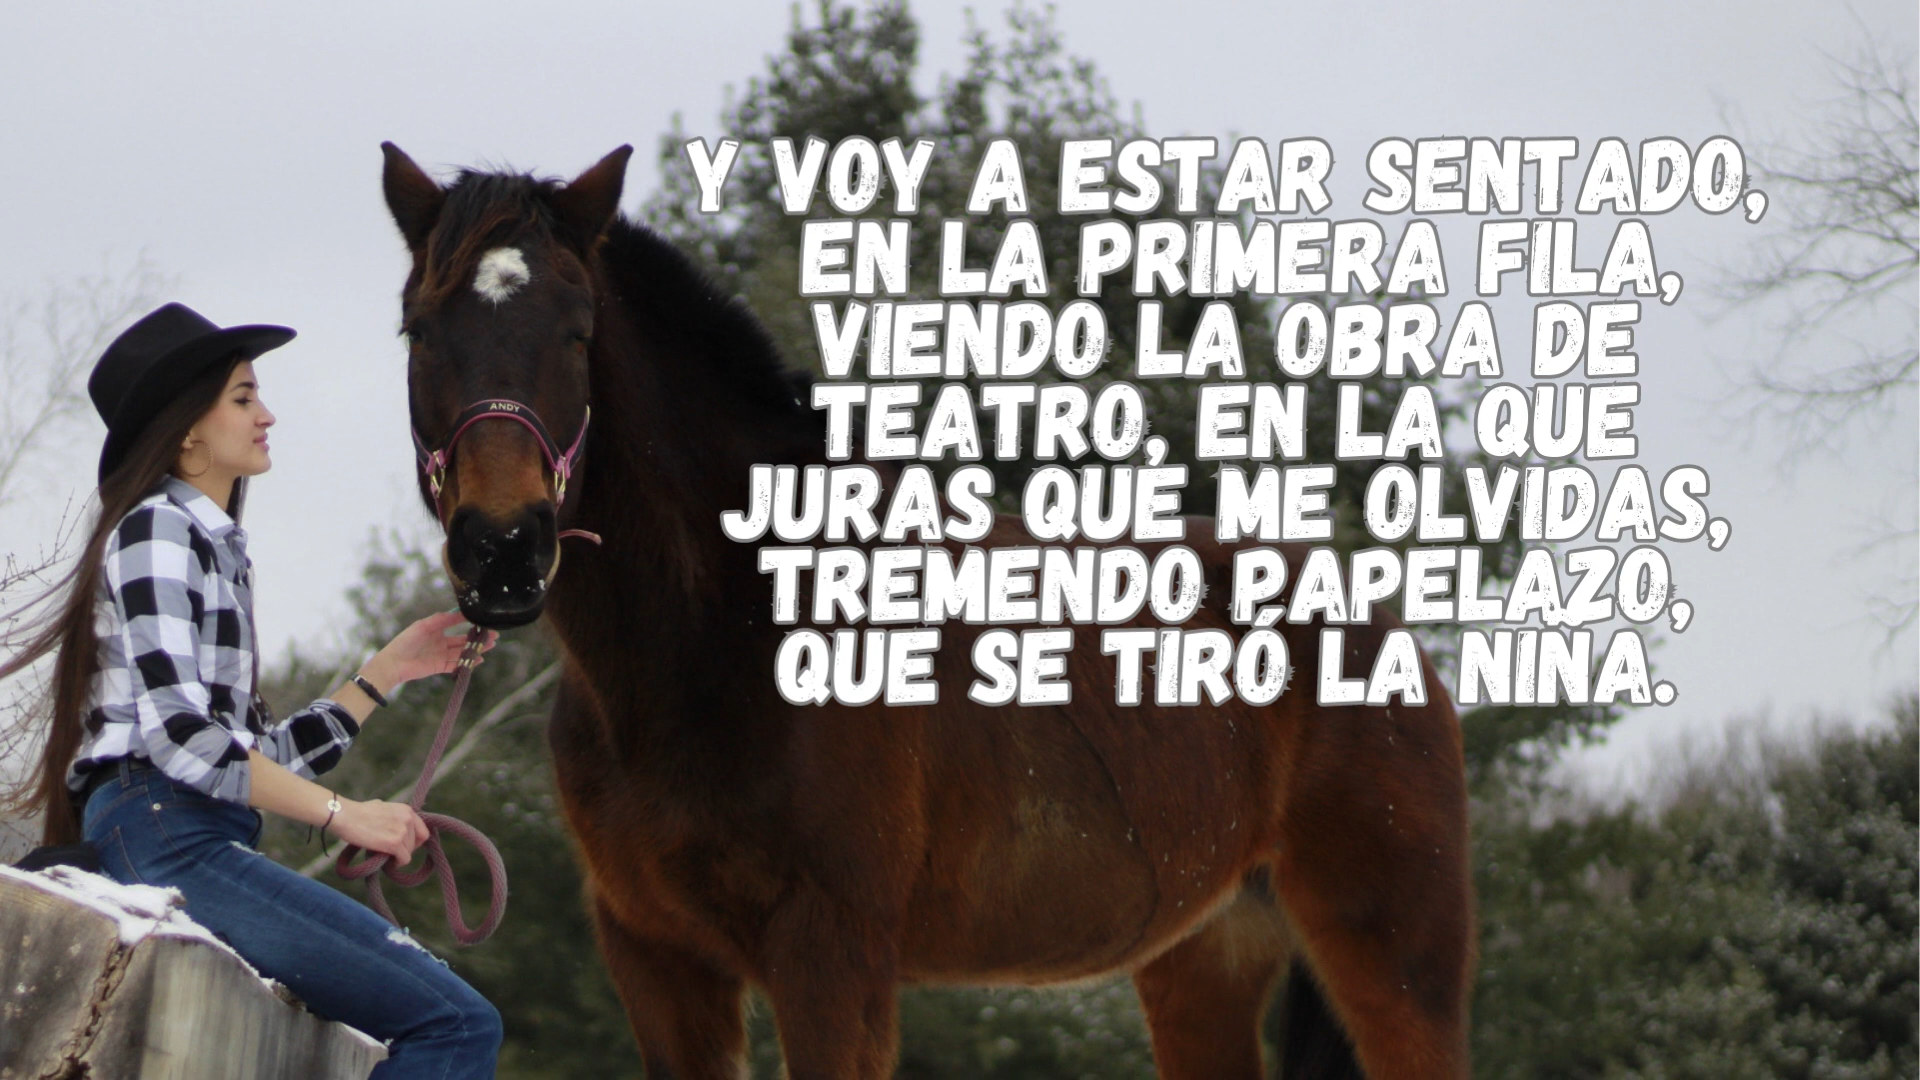 ANDY
Y VOY A ESTAR SENTADO,
EN LA PRIMERA FILA,
VIENDO LA OBRA DE
TEATRO, EN LA QUE
JURAS QUE ME OLVIDAS,
TREMENDO PAPELAZO,
QUE SE TIRÓ LA NIÑA.